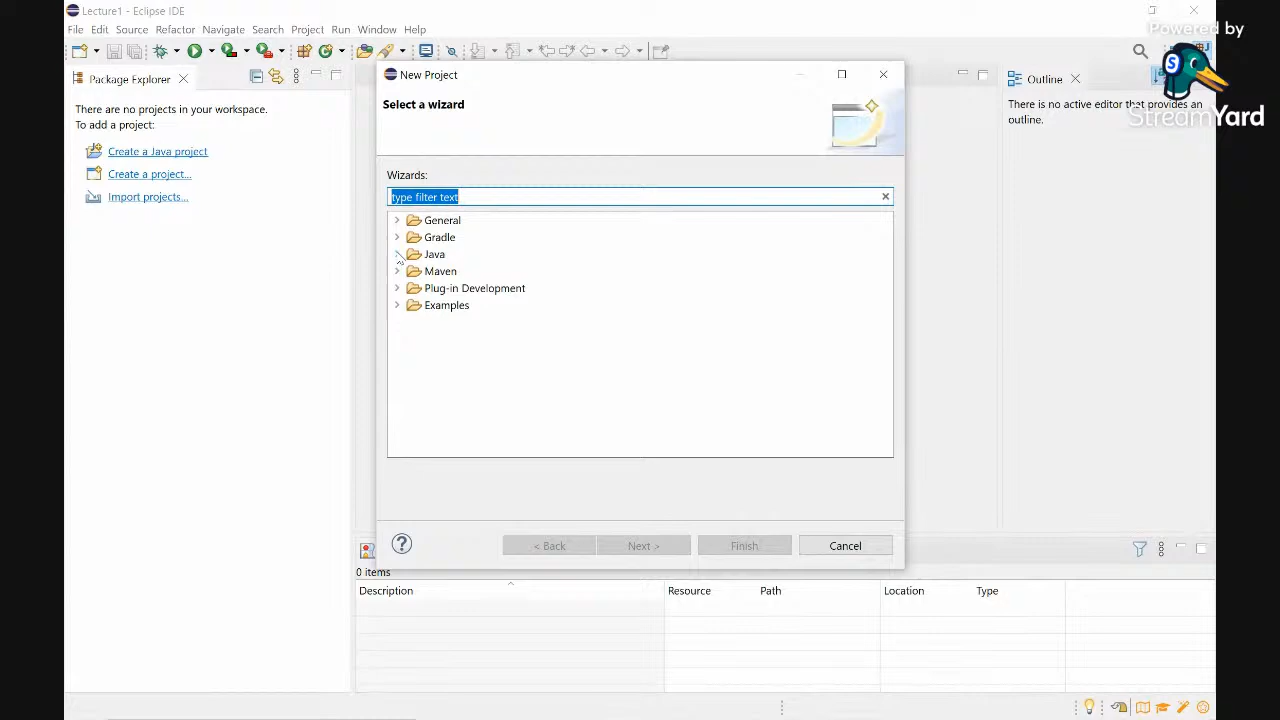 Lecture1 - Eclipse IDE
File Edit Source Refactor Navigate Search Project Run Window Help
Powered by
StreamYard
Package Explorer
There are no projects in your workspace.
To add a project:
Create a Java project
Create a project...
Import projects...
New Project
Select a wizard
Wizards:
type filter text
General
Gradle
Java
Maven
Plug-in Development
Examples
< Back Next > Finish Cancel
Outline
There is no active editor that provides an
outline.
0 items
Description Resource Path Location Type